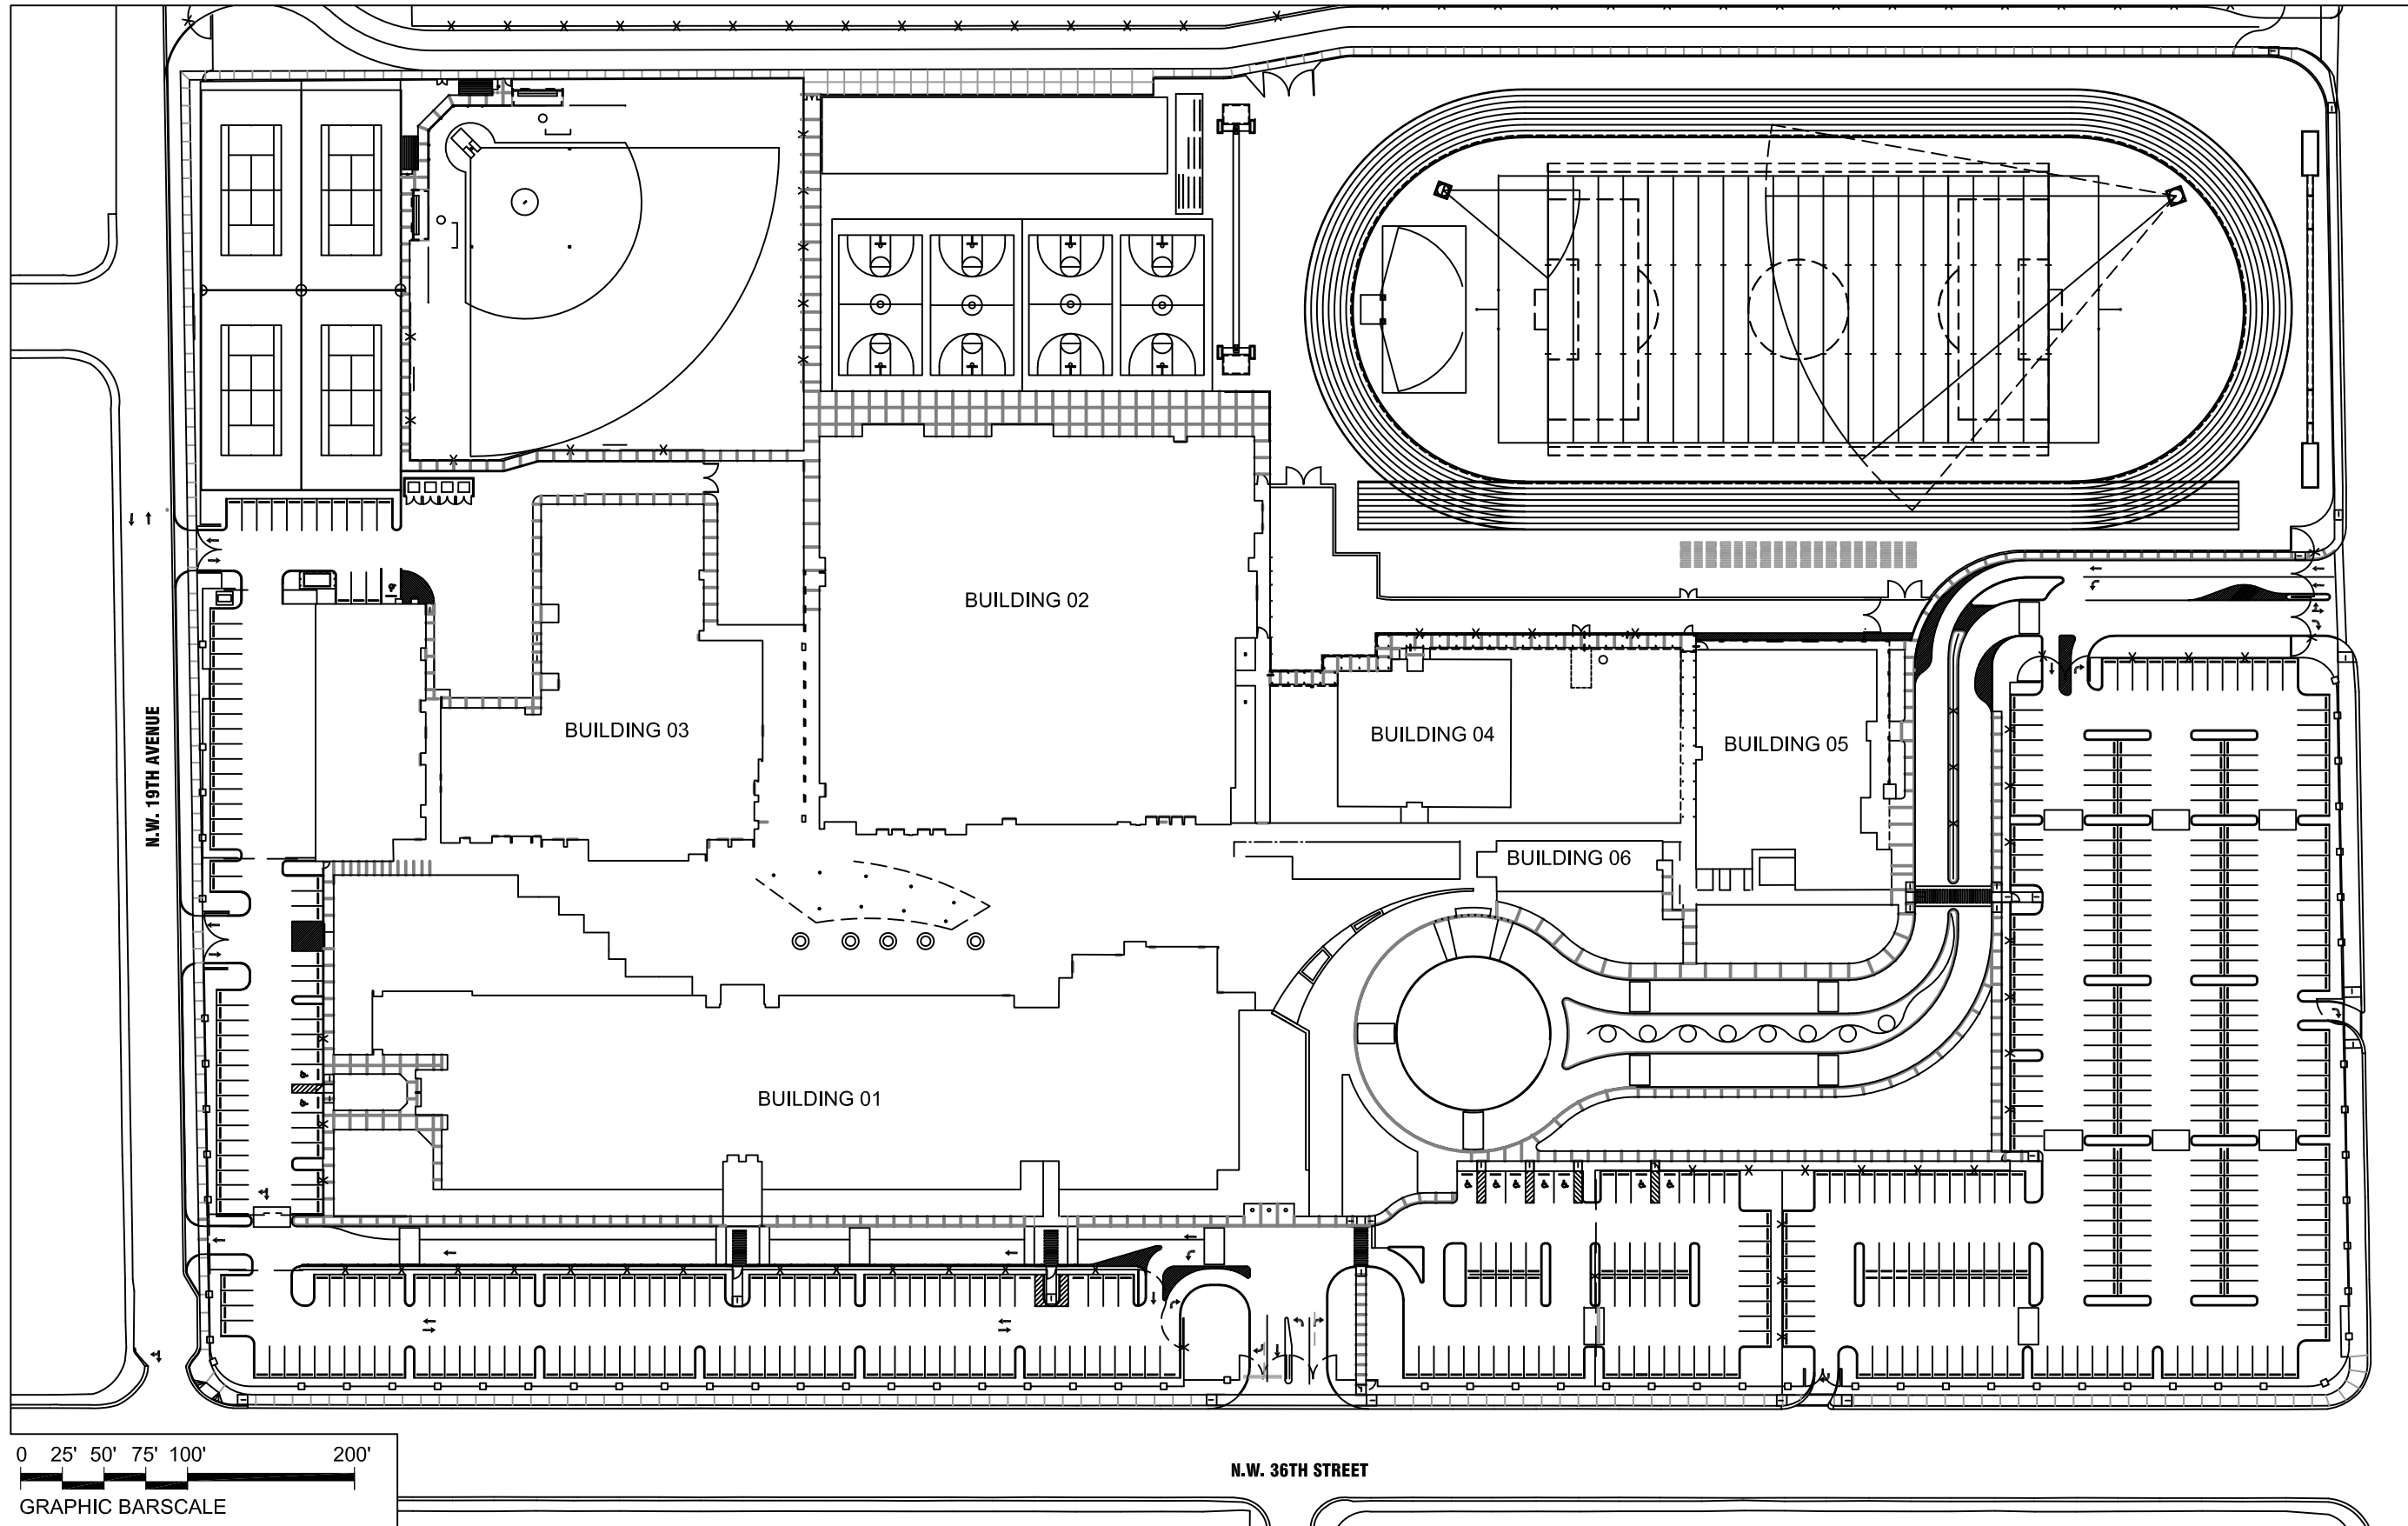 BUILDING 02
BUILDING 03
BUILDING 04
BUILDING 05
N.W. 19TH AVENUE
BUILDING 06
BUILDING 01
0 25' 50' 75' 100' 200'
GRAPHIC BARSCALE
N.W. 36TH STREET